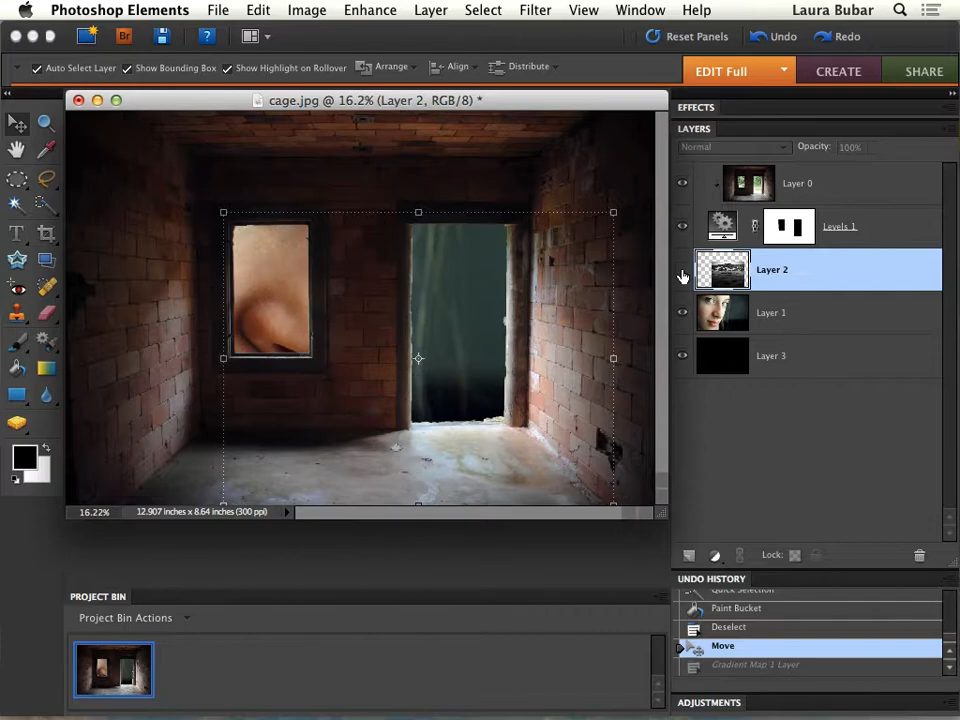 Photoshop Elements File Edit Image Enhance Layer Select Filter View Window Help Laura Bubar
Br ? Reset Panels Undo Redo
Auto Select Layer Show Bounding Box Show Highlight on Rollover Arrange Align Distribute EDIT Full CREATE SHARE
cage.jpg @ 16.2% (Layer 2, RGB/8) *
EFFECTS
LAYERS
Normal Opacity: 100%
Layer 0
Levels 1
Layer 2
Layer 1
Layer 3
T
16.22% 12.907 inches x 8.64 inches (300 ppi)
Lock:
UNDO HISTORY
Quick Selection
Paint Bucket
Deselect
Move
Gradient Map 1 Layer
PROJECT BIN
Project Bin Actions
ADJUSTMENTS